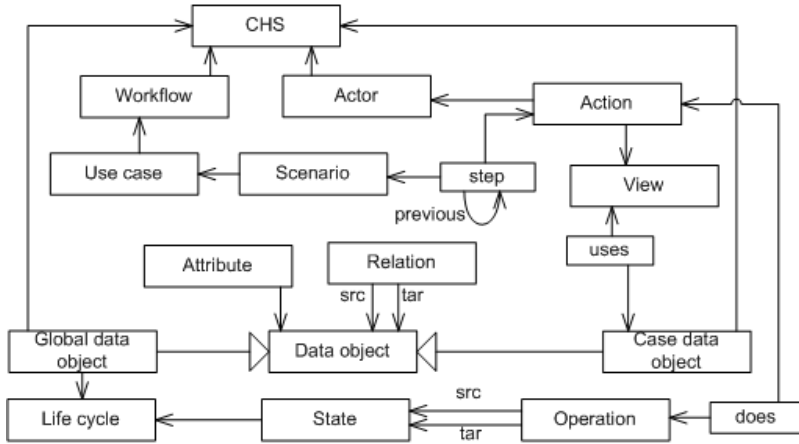 CHS
Workflow
Actor
Action
Use case
Scenario
step
View
previous
uses
Attribute
Relation
src
tar
Global data
object
Data object
Case data
object
Life cycle
State
src
tar
Operation
does